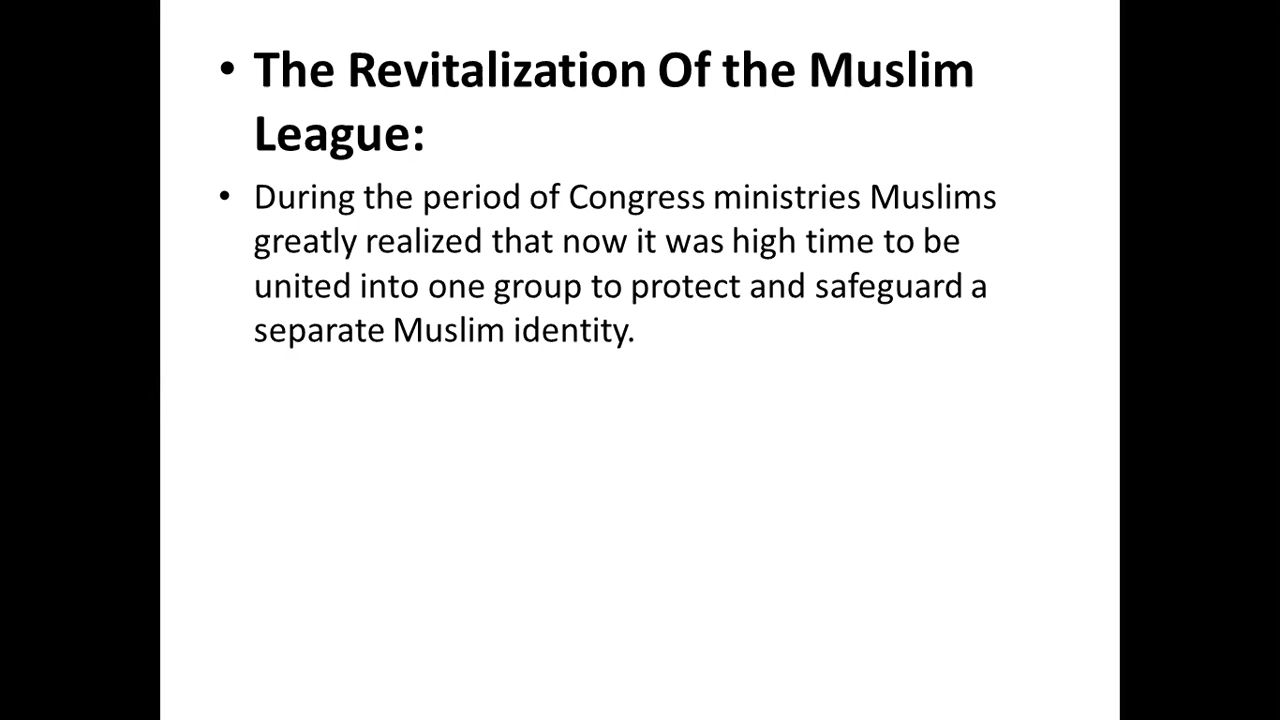 • The Revitalization Of the Muslim
League:
• During the period of Congress ministries Muslims
greatly realized that now it was high time to be
united into one group to protect and safeguard a
separate Muslim identity.